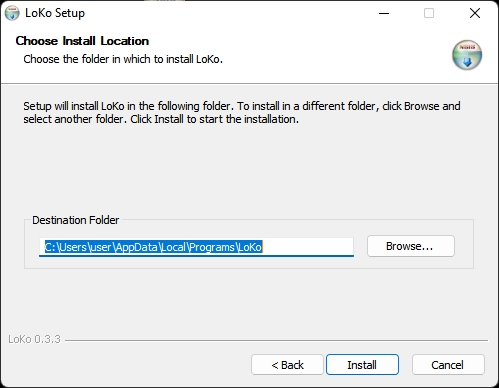 LoKo Setup
Choose Install Location
Choose the folder in which to install LoKo.
Setup will install LoKo in the following folder. To install in a different folder, click Browse and
select another folder. Click Install to start the installation.
Destination Folder
C:\Users\user\AppData\Local\Programs\LoKo
Browse...
LoKo 0.3.3
< Back
Install
Cancel